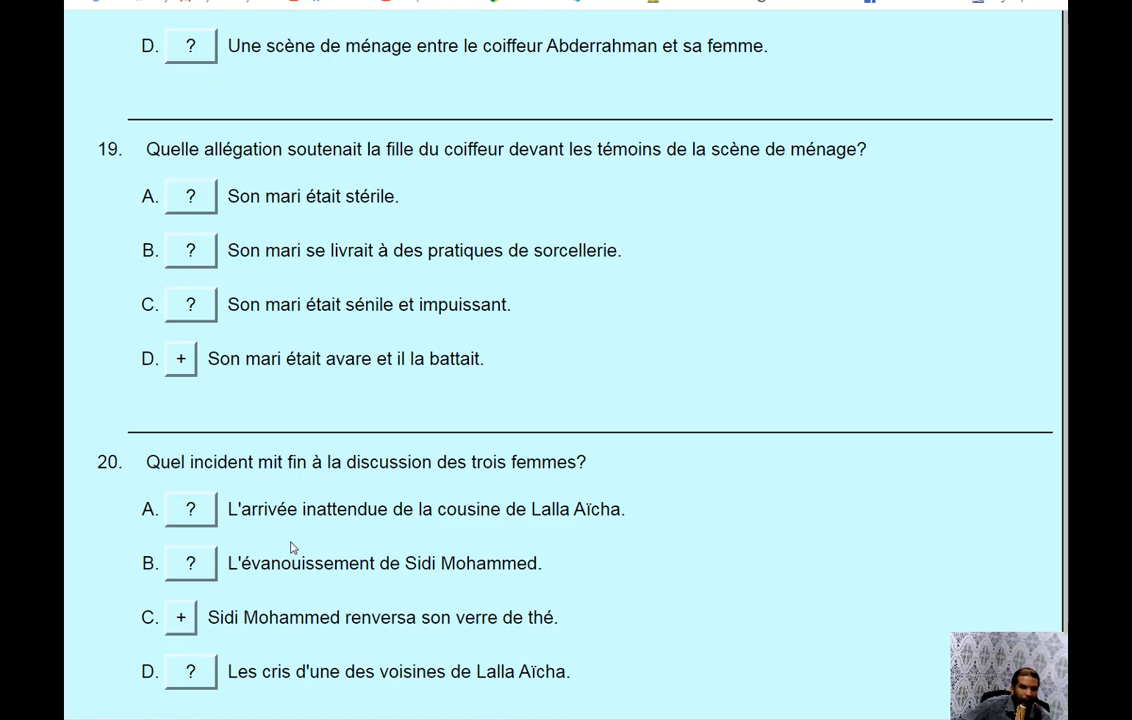 D. ? Une scène de ménage entre le coiffeur Abderrahman et sa femme.
19. Quelle allégation soutenait la fille du coiffeur devant les témoins de la scène de ménage?
A. ? Son mari était stérile.
B. ? Son mari se livrait à des pratiques de sorcellerie.
C. ? Son mari était sénile et impuissant.
D. + Son mari était avare et il la battait.
20. Quel incident mit fin à la discussion des trois femmes?
A. ? L'arrivée inattendue de la cousine de Lalla Aïcha.
B. ? L'évanouissement de Sidi Mohammed.
C. + Sidi Mohammed renversa son verre de thé.
D. ? Les cris d'une des voisines de Lalla Aïcha.